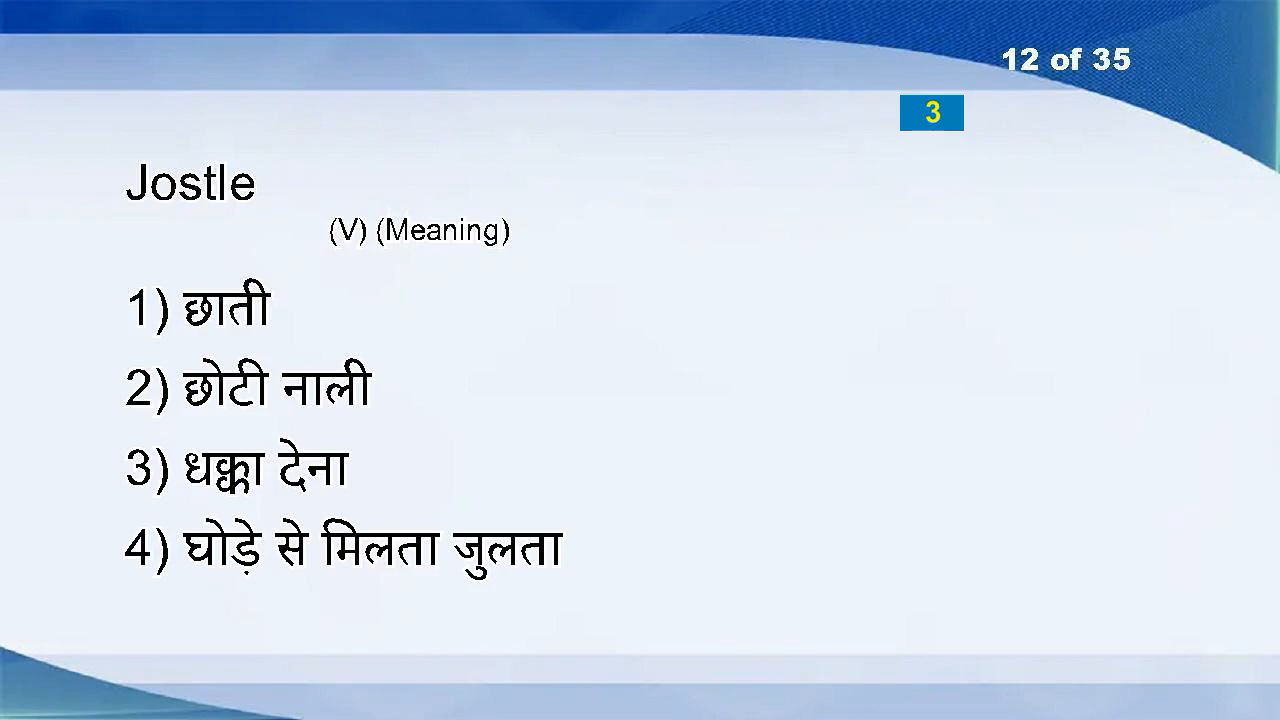 12 of 35
3
Jostle
(V) (Meaning)
1) छाती
2) छोटी नाली
3) धक्का देना
4) घोड़े से मिलता जुलता